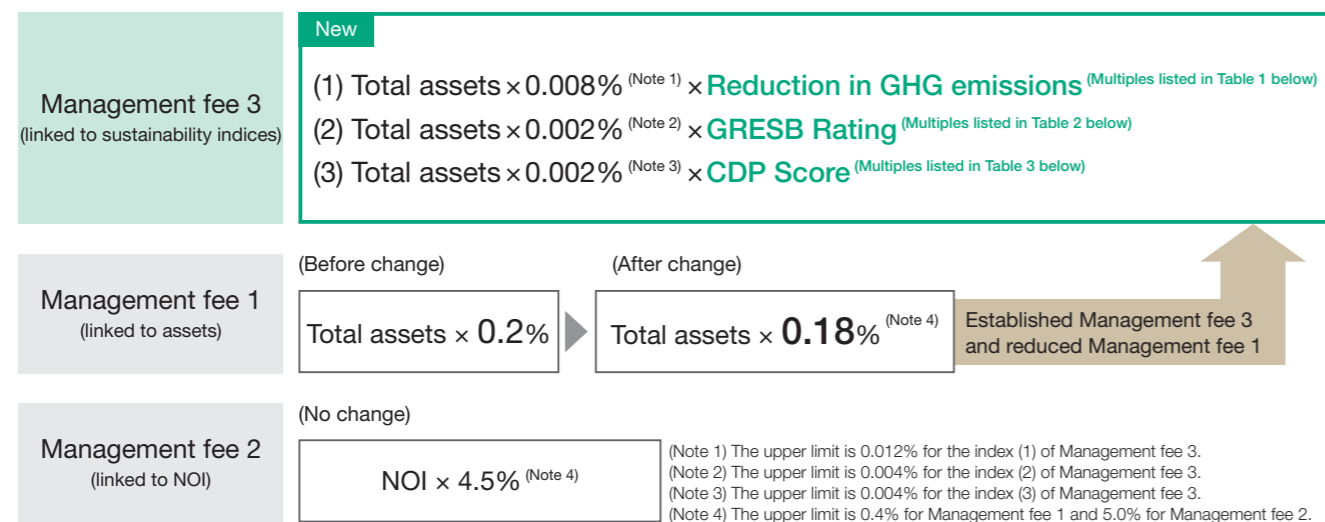 New
Management fee 3
(linked to sustainability indices)
(1) Total assets×0.008% (Note 1) ×Reduction in GHG emissions (Multiples listed in Table 1 below)
(2) Total assets×0.002% (Note 2) ×GRESB Rating (Multiples listed in Table 2 below)
(3) Total assets×0.002% (Note 3) ×CDP Score (Multiples listed in Table 3 below)
Management fee 1
(linked to assets)
(Before change)
Total assets × 0.2%
(After change)
Total assets × 0.18% (Note 4)
Established Management fee 3
and reduced Management fee 1
Management fee 2
(linked to NOI)
(No change)
NOI × 4.5% (Note 4)
(Note 1) The upper limit is 0.012% for the index (1) of Management fee 3.
(Note 2) The upper limit is 0.004% for the index (2) of Management fee 3.
(Note 3) The upper limit is 0.004% for the index (3) of Management fee 3.
(Note 4) The upper limit is 0.4% for Management fee 1 and 5.0% for Management fee 2.